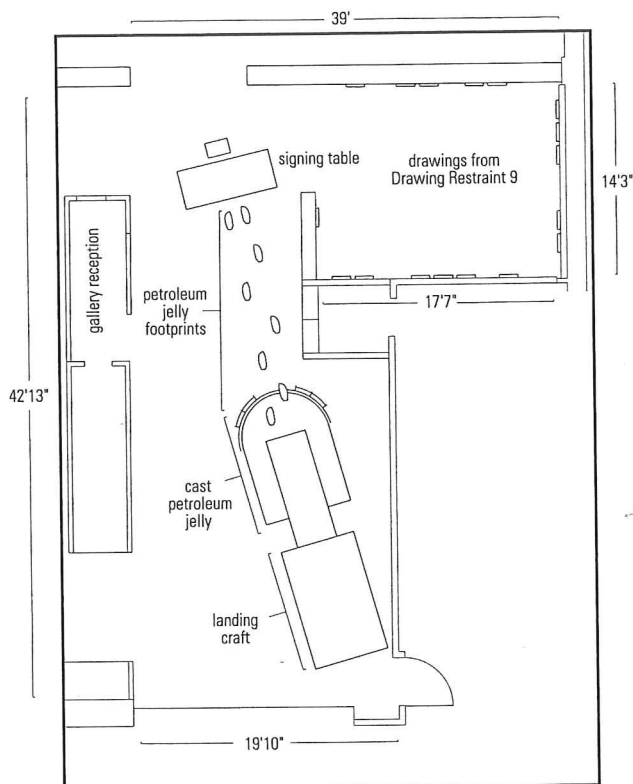 39'
signing table
drawings from
Drawing Restraint 9
14'3"
gallery reception
petroleum
jelly
footprints
17'7"
42'13"
cast
petroleum
jelly
landing
craft
19'10"